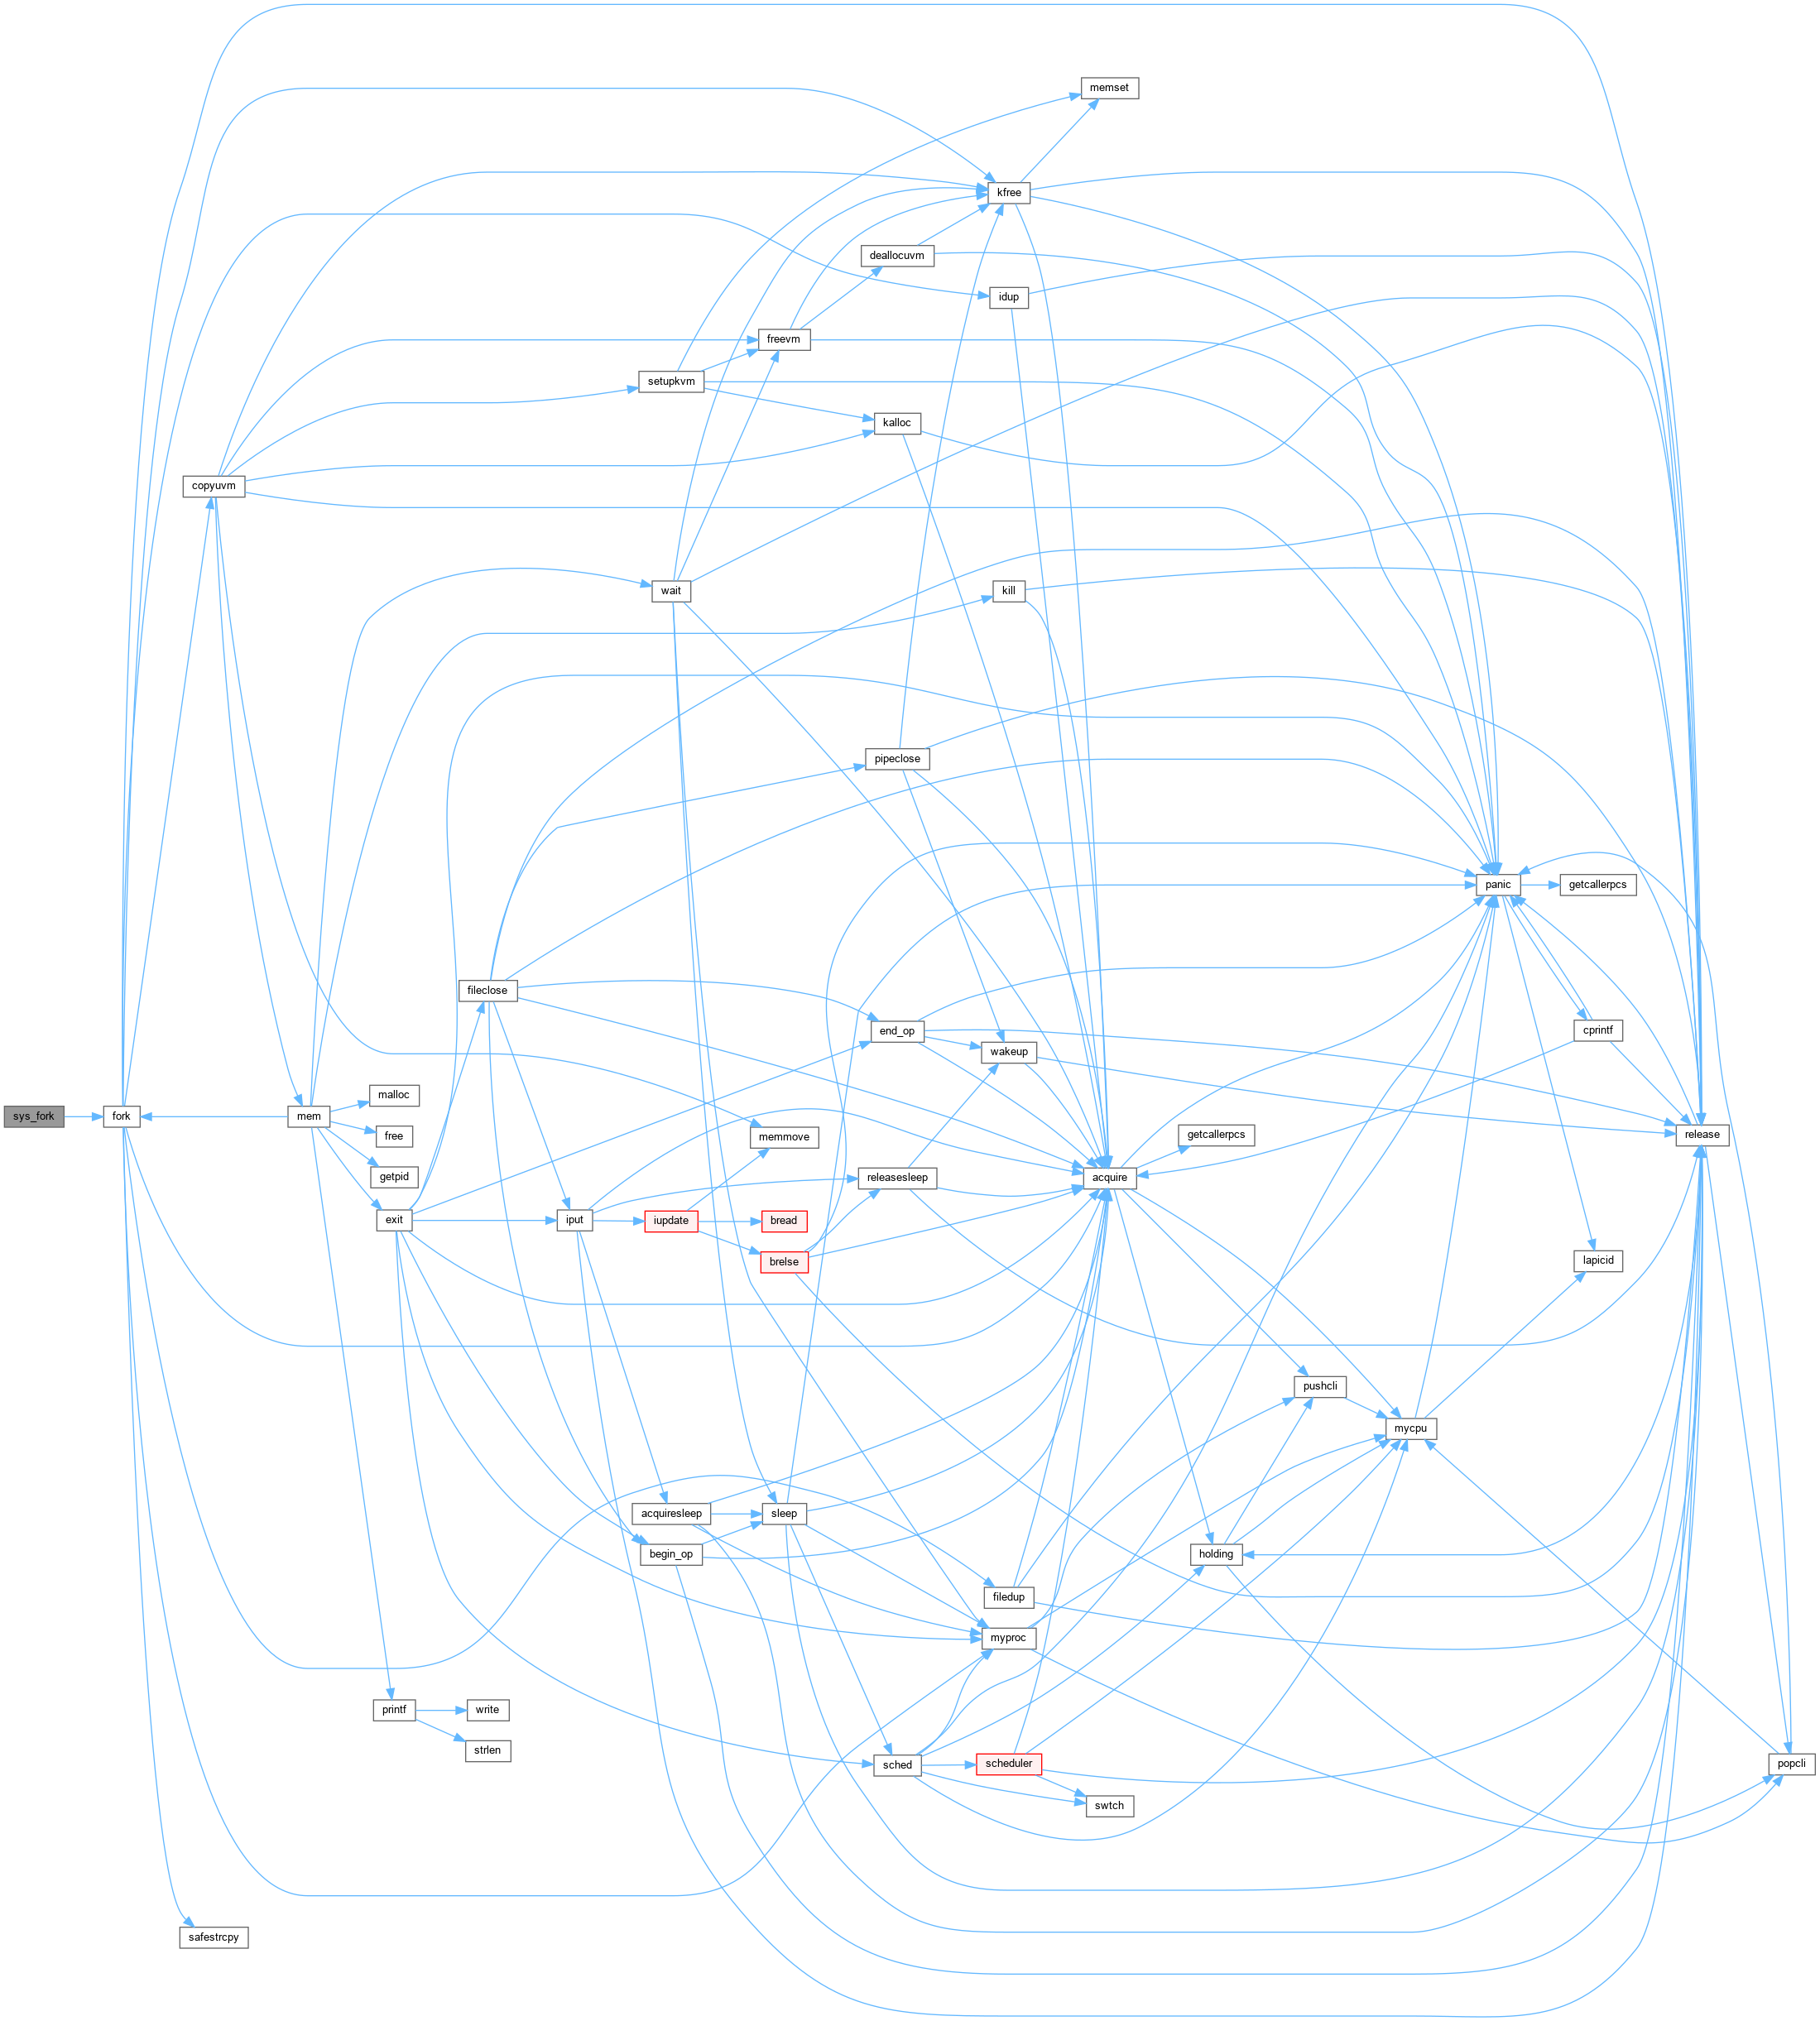 memset
kfree
deallocuvm
idup
freevm
setupkvm
kalloc
copyuvm
wait
kill
pipeclose
panic
getcallerpcs
fileclose
end_op
cprintf
wakeup
malloc
sys_fork
fork
mem
free
memmove
getcallerpcs
release
getpid
releasesleep
acquire
exit
iput
iupdate
bread
brelse
lapicid
pushcli
mycpu
acquiresleep
sleep
begin_op
holding
filedup
myproc
printf
write
strlen
sched
scheduler
popcli
swtch
safestrcpy